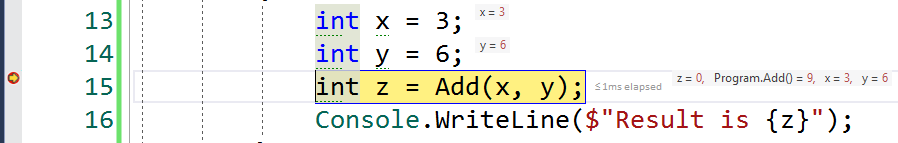 13 int x = 3; x = 3
14 int y = 6; y = 6
15 int z = Add(x, y); ≤1ms elapsed z = 0, Program.Add() = 9, x = 3, y = 6
16 Console.WriteLine($"Result is {z}");